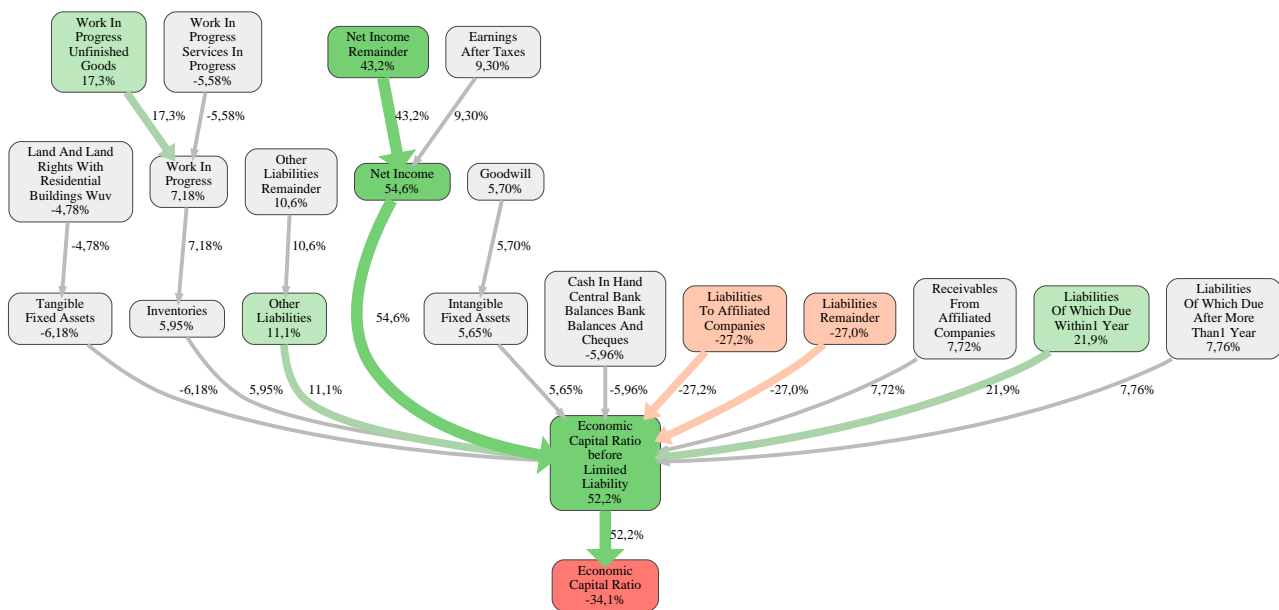 Work In
Progress
Unfinished
Goods
17,3%
Work In
Progress
Services In
Progress
-5,58%
Net Income
Remainder
43,2%
Earnings
After Taxes
9,30%
17,3%
-5,58%
43,2%
9,30%
Land And Land
Rights With
Residential
Buildings Wuv
-4,78%
Work In
Progress
7,18%
Other
Liabilities
Remainder
10,6%
Net Income
54,6%
Goodwill
5,70%
-4,78%
7,18%
10,6%
5,70%
Tangible
Fixed Assets
-6,18%
Inventories
5,95%
Other
Liabilities
11,1%
54,6%
Intangible
Fixed Assets
5,65%
Cash In Hand
Central Bank
Balances Bank
Balances And
Cheques
-5,96%
Liabilities
To Affiliated
Companies
-27,2%
Liabilities
Remainder
-27,0%
Receivables
From
Affiliated
Companies
7,72%
Liabilities
Of Which Due
Within1 Year
21,9%
Liabilities
Of Which Due
After More
Than1 Year
7,76%
-6,18%
5,95%
11,1%
5,65%
-5,96%
-27,2%
-27,0%
7,72%
21,9%
7,76%
Economic
Capital Ratio
before
Limited
Liability
52,2%
52,2%
Economic
Capital Ratio
-34,1%